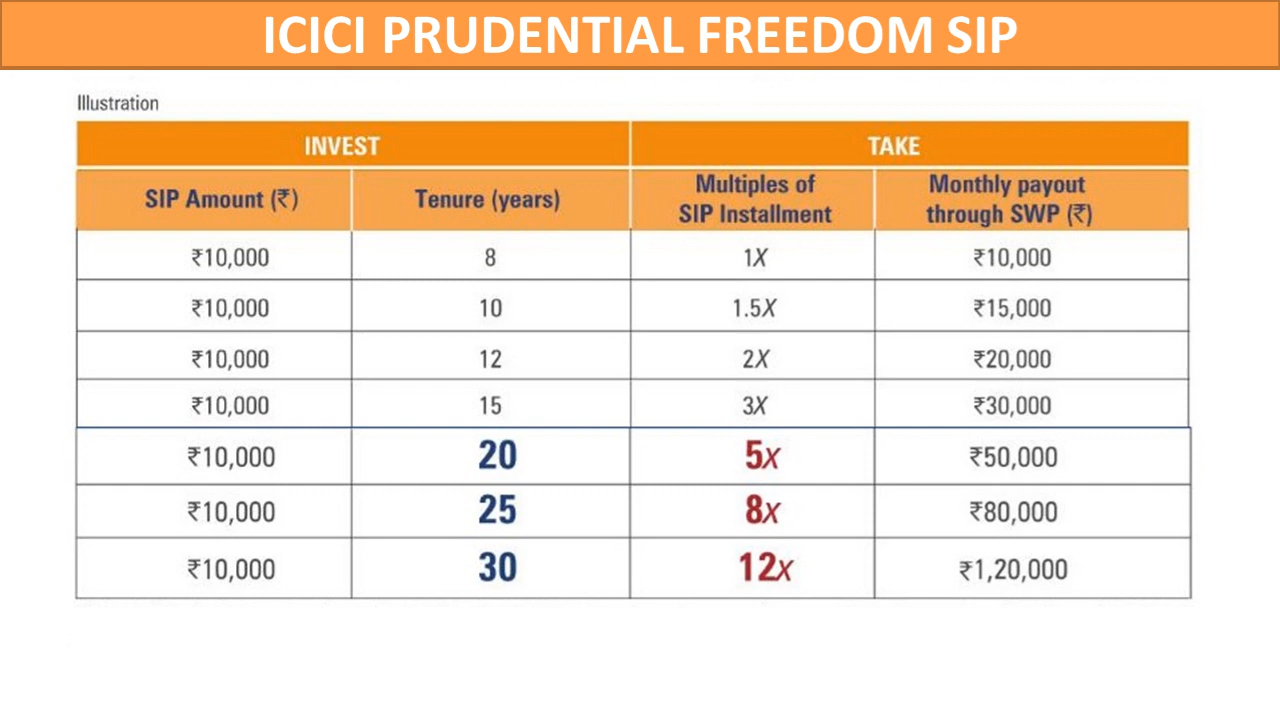 ICICI PRUDENTIAL FREEDOM SIP
Illustration
INVEST TAKE
SIP Amount (₹) Tenure (years) Multiples of SIP Installment Monthly payout through SWP (₹)
₹10,000 8 1X ₹10,000
₹10,000 10 1.5X ₹15,000
₹10,000 12 2X ₹20,000
₹10,000 15 3X ₹30,000
₹10,000 20 5X ₹50,000
₹10,000 25 8X ₹80,000
₹10,000 30 12X ₹1,20,000